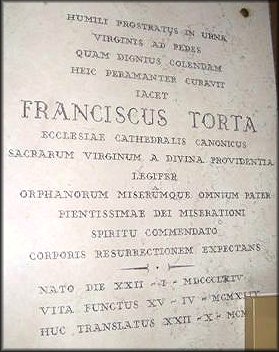 HUMILI PROSTRATUS IN URNA
VIRGINIS AD PEDES
QUAM DIGNIUS COLENDAM
HEIC PERAMANTER CURAVIT
IACET
FRANCISCUS TORTA
ECCLESIAE CATHEDRALIS CANONICUS
SACRARUM VIRGINUM A DIVINA PROVIDENTIA
LEGIFER
ORPHANORUM MISERÛMQUE OMNIUM PATER
PIENTISSIMAE DEI MISERATIONI
SPIRITU COMMENDATO
CORPORIS RESURRECTIONEM EXPECTANS
NATO DIE XXII - I - MDCCCLXIV
VITA FUNCTUS XV - IV -
HUC TRANSLATUS XXII - X -